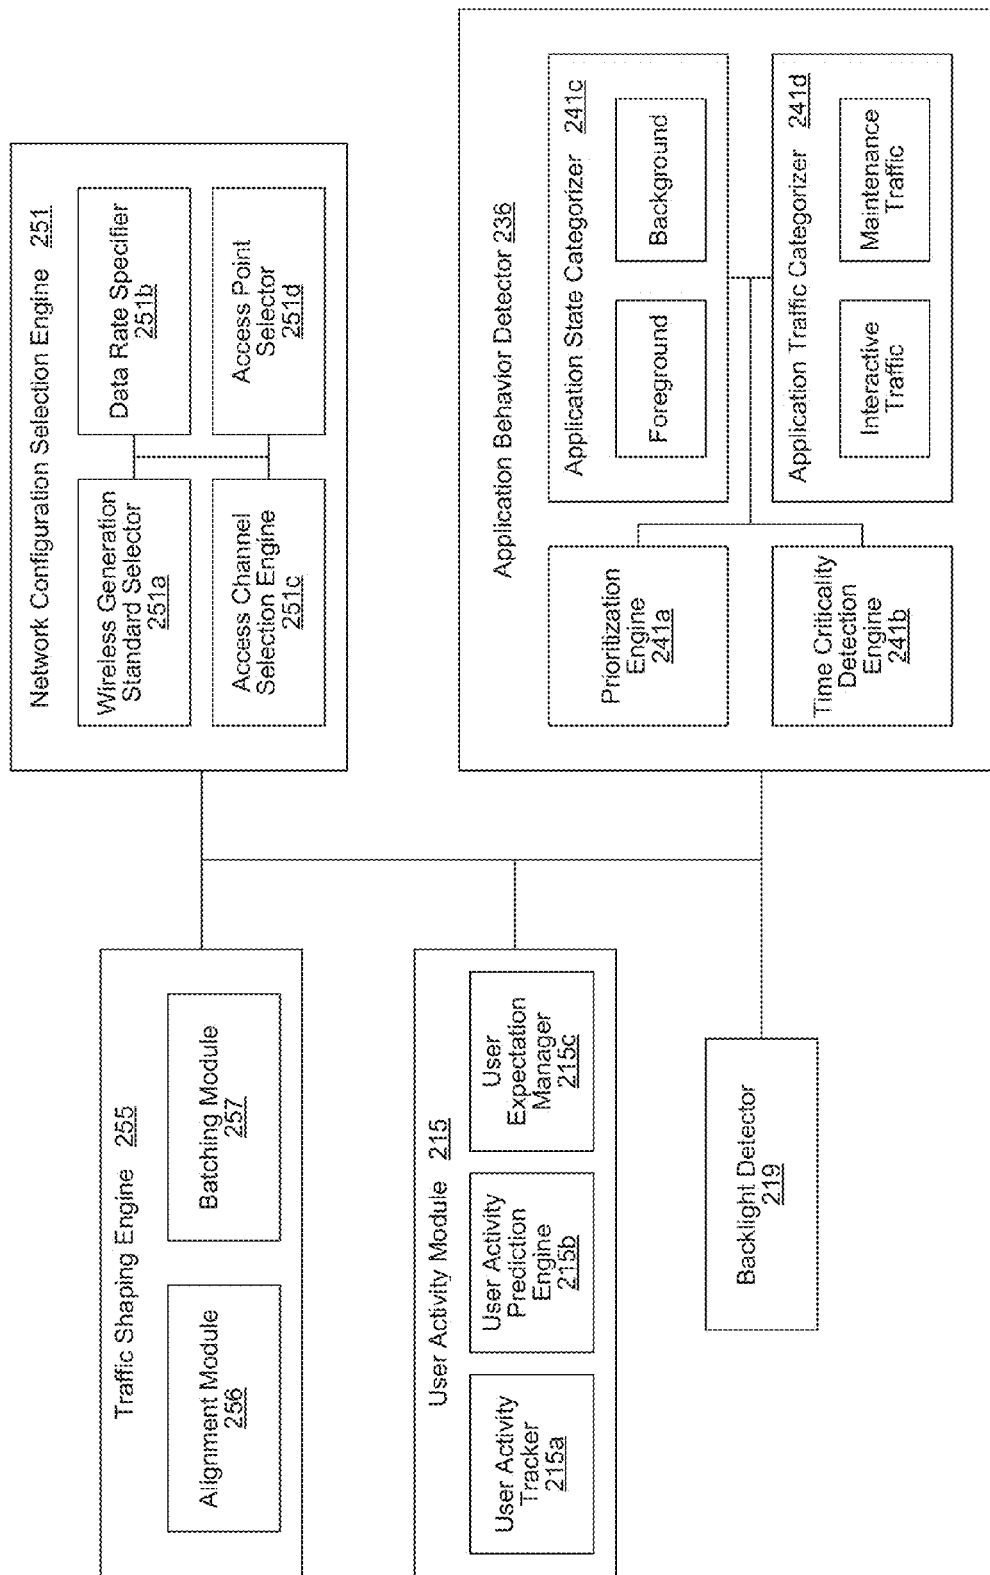 Traffic Shaping Engine 255
Alignment Module
256
Batching Module
257
Network Configuration Selection Engine 251
Wireless Generation
Standard Selector
251a
Data Rate Specifier
251b
Access Channel
Selection Engine
251c
Access Point
Selector
251d
User Activity Module 215
User Activity
Tracker
215a
User Activity
Prediction
Engine
215b
User
Expectation
Manager
215c
Backlight Detector
219
Application Behavior Detector 236
Prioritization
Engine
241a
Time Criticality
Detection
Engine
241b
Application State Categorizer 241c
Foreground
Background
Application Traffic Categorizer 241d
Interactive
Traffic
Maintenance
Traffic